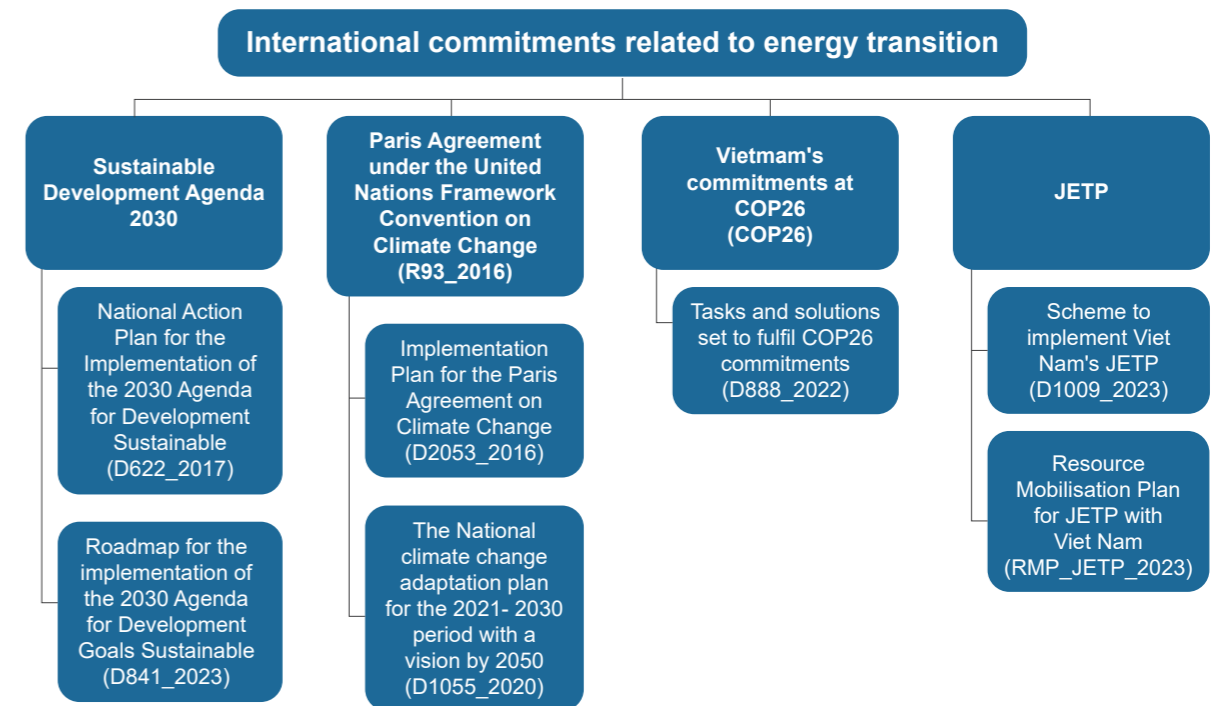 International commitments related to energy transition
Sustainable
Development Agenda
2030
National Action
Plan for the
Implementation of
the 2030 Agenda
for Development
Sustainable
(D622_2017)
Roadmap for the
implementation of
the 2030 Agenda
for Development
Goals Sustainable
(D841_2023)
Paris Agreement
under the United
Nations Framework
Convention on
Climate Change
(R93_2016)
Implementation
Plan for the Paris
Agreement on
Climate Change
(D2053_2016)
The National
climate change
adaptation plan
for the 2021- 2030
period with a
vision by 2050
(D1055_2020)
Vietmam's
commitments at
COP26
(COP26)
Tasks and solutions
set to fulfil COP26
commitments
(D888_2022)
JETP
Scheme to
implement Viet
Nam's JETP
(D1009_2023)
Resource
Mobilisation Plan
for JETP with
Viet Nam
(RMP_JETP_2023)